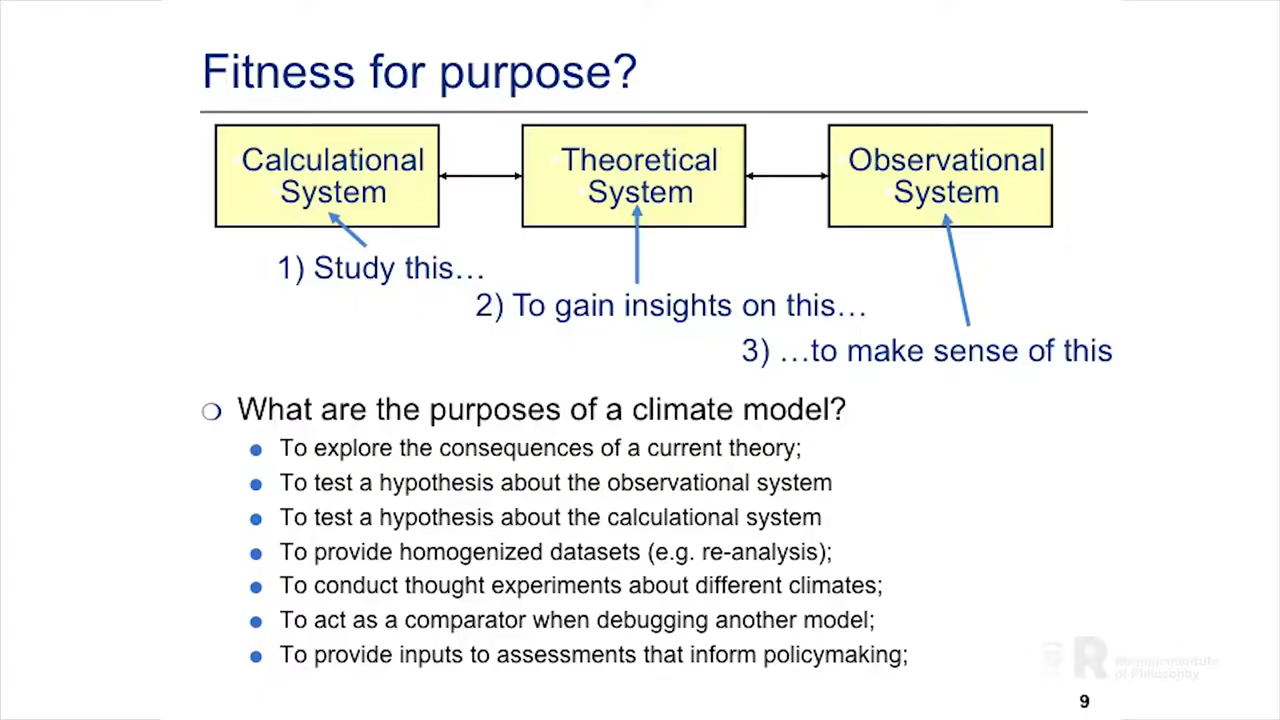 Fitness for purpose?
Calculational
System
Theoretical
System
Observational
System
1) Study this…
2) To gain insights on this…
3) …to make sense of this
What are the purposes of a climate model?
To explore the consequences of a current theory;
To test a hypothesis about the observational system
To test a hypothesis about the calculational system
To provide homogenized datasets (e.g. re-analysis);
To conduct thought experiments about different climates;
To act as a comparator when debugging another model;
To provide inputs to assessments that inform policymaking;
R
of Philosophy
9